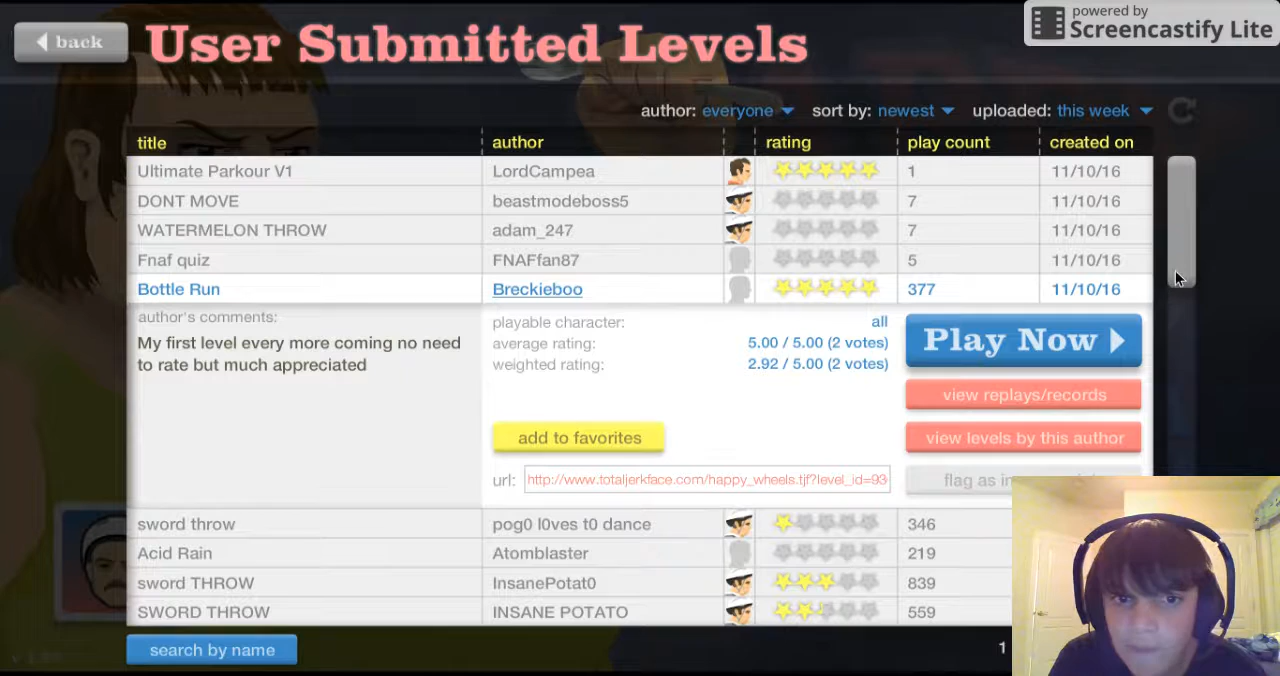 back
User Submitted Levels
powered by
Screencastify Lite
author: everyone sort by: newest uploaded: this week
title author rating play count created on
Ultimate Parkour V1 LordCampea 1 11/10/16
DONT MOVE beastmodeboss5 7 11/10/16
WATERMELON THROW adam_247 7 11/10/16
Fnaf quiz FNAFfan87 5 11/10/16
Bottle Run Breckieboo 377 11/10/16
author's comments:
My first level every more coming no need
to rate but much appreciated
playable character: all
average rating: 5.00 / 5.00 (2 votes)
weighted rating: 2.92 / 5.00 (2 votes)
Play Now
view replays/records
add to favorites
view levels by this author
url: http://www.totaljerkface.com/happy_wheels.tjf?level_id=93
flag as
sword throw pog0 l0ves t0 dance 346
Acid Rain Atomblaster 219
sword THROW InsanePotat0 839
SWORD THROW INSANE POTATO 559
search by name
1